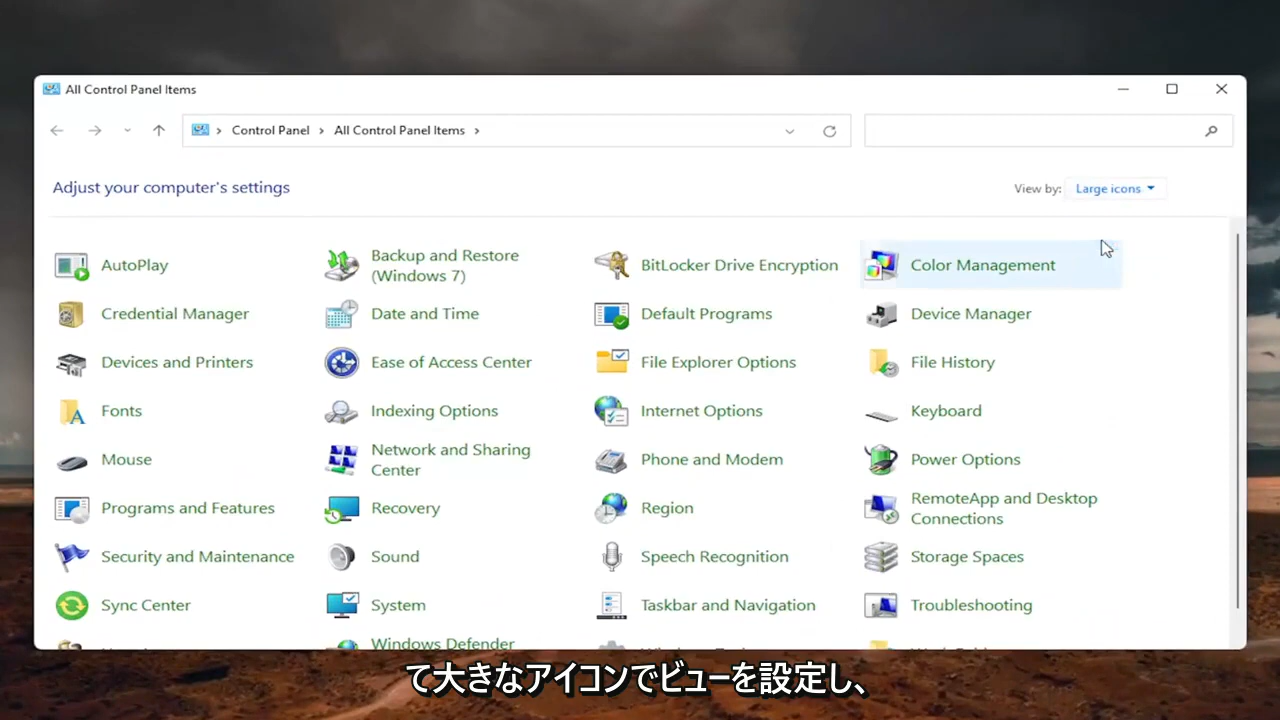 All Control Panel Items
Control Panel > All Control Panel Items >
Adjust your computer's settings
View by: Large icons
AutoPlay
Backup and Restore
(Windows 7)
BitLocker Drive Encryption
Color Management
Credential Manager
Date and Time
Default Programs
Device Manager
Devices and Printers
Ease of Access Center
File Explorer Options
File History
Fonts
Indexing Options
Internet Options
Keyboard
Mouse
Network and Sharing
Center
Phone and Modem
Power Options
Programs and Features
Recovery
Region
RemoteApp and Desktop
Connections
Security and Maintenance
Sound
Speech Recognition
Storage Spaces
Sync Center
System
Taskbar and Navigation
Troubleshooting
Windows Defender
て大きなアイコンでビューを設定し、